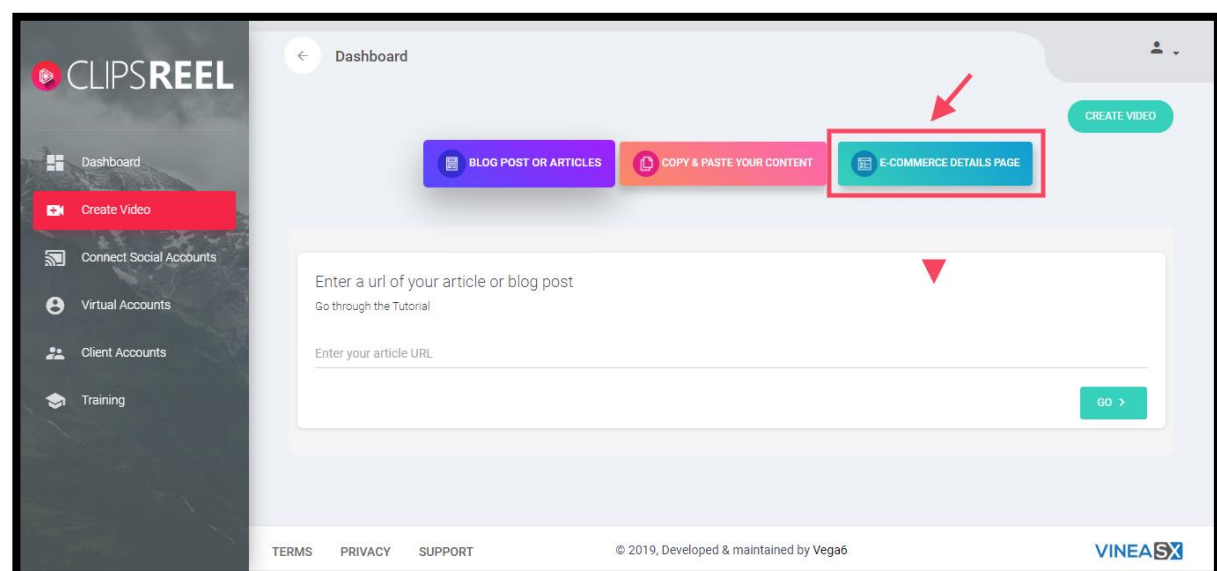 CLIPSREEL
Dashboard
Create Video
Connect Social Accounts
Virtual Accounts
Client Accounts
Training
Dashboard
CREATE VIDEO
BLOG POST OR ARTICLES
COPY & PASTE YOUR CONTENT
E-COMMERCE DETAILS PAGE
Enter a url of your article or blog post
Go through the Tutorial
Enter your article URL
GO >
TERMS PRIVACY SUPPORT © 2019, Developed & maintained by Vega6 VINEASX